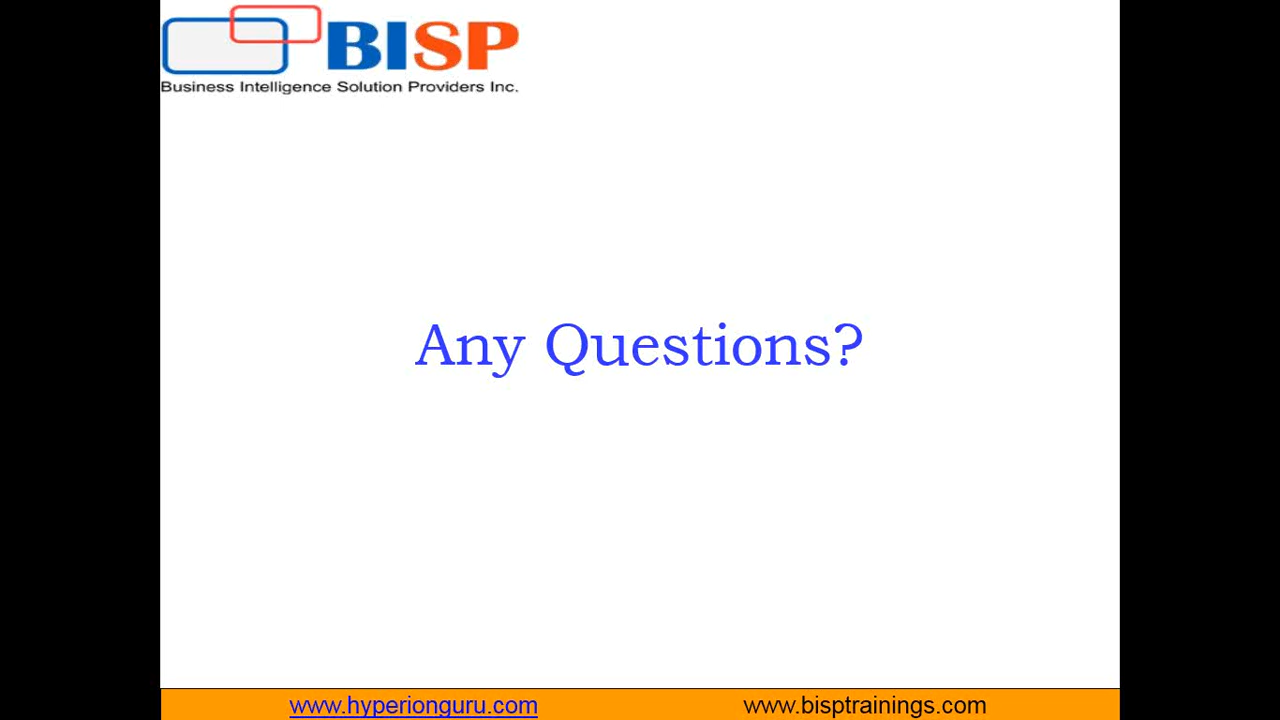 BISP
Business Intelligence Solution Providers Inc.
Any Questions?
www.hyperionguru.com
www.bisptrainings.com